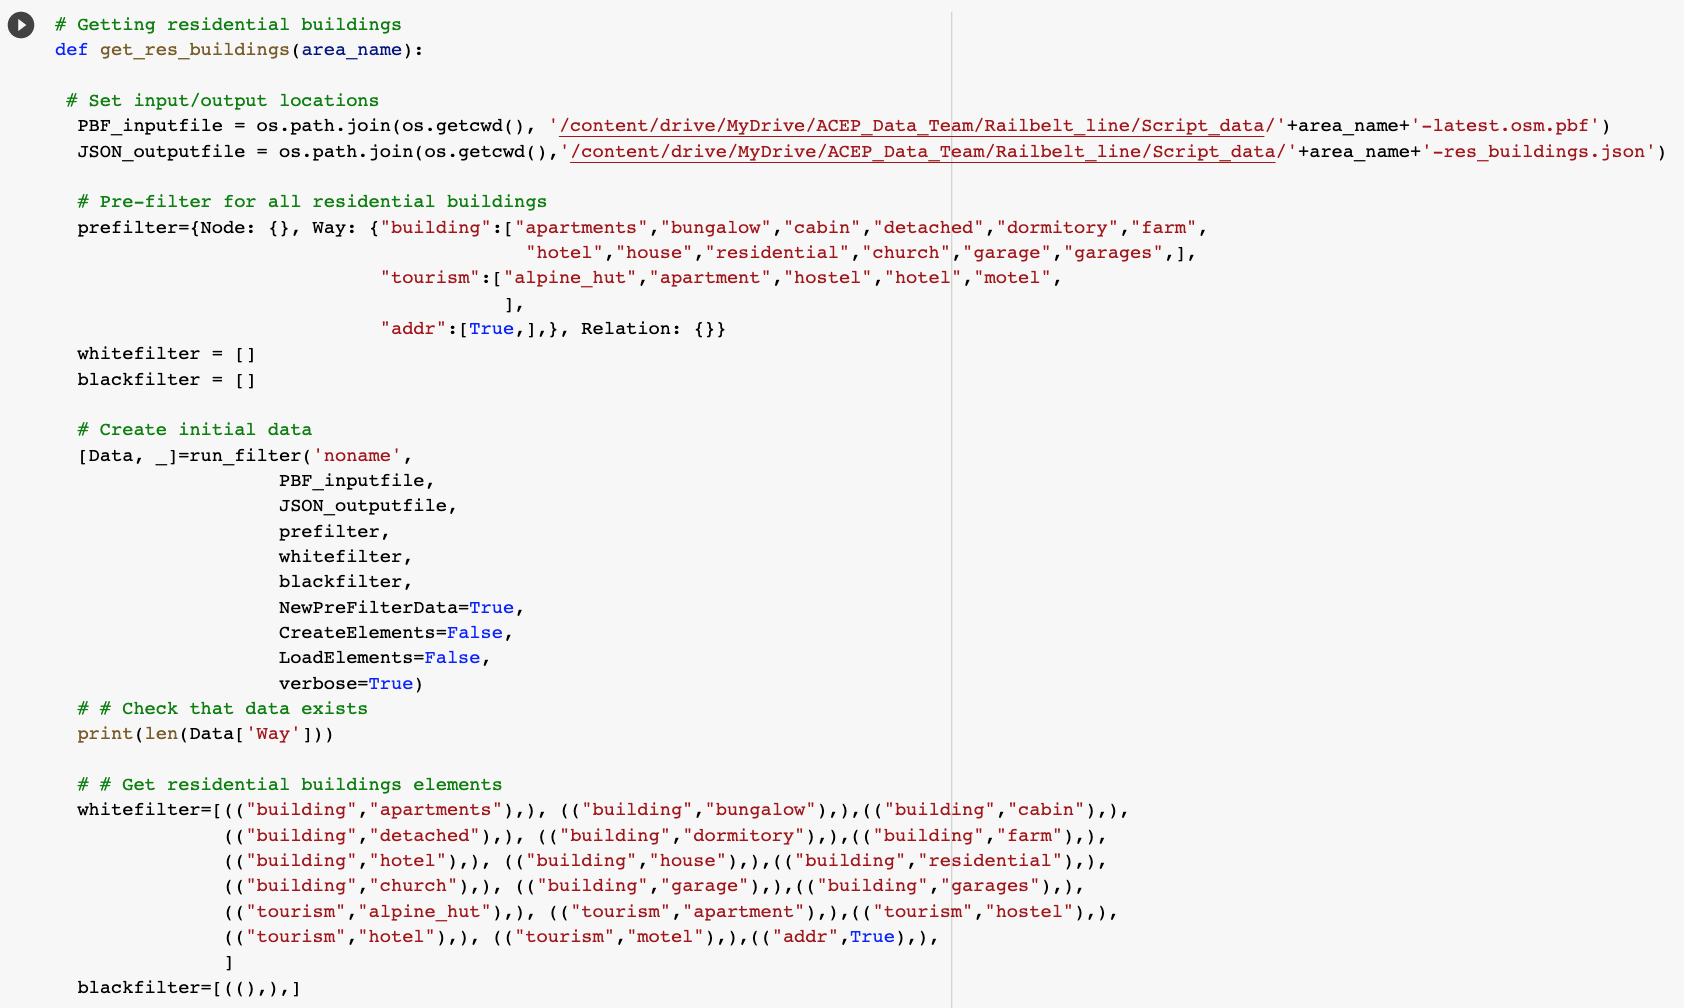 # Getting residential buildings
def get_res_buildings(area_name):
# Set input/output locations
PBF_inputfile = os.path.join(os.getcwd(), '/content/drive/MyDrive/ACEP_Data_Team/Railbelt_line/Script_data/'+area_name+'-latest.osm.pbf')
JSON_outputfile = os.path.join(os.getcwd(),'/content/drive/MyDrive/ACEP_Data_Team/Railbelt_line/Script_data/'+area_name+'-res_buildings.json')
# Pre-filter for all residential buildings
prefilter={Node: {}, Way: {"building":["apartments","bungalow","cabin","detached","dormitory","farm",
"hotel","house","residential","church","garage","garages",],
"tourism":["alpine_hut","apartment","hostel","hotel","motel",
],
"addr":[True,],}, Relation: {}}
whitefilter = []
blackfilter = []
# Create initial data
[Data, _]=run_filter('noname',
PBF_inputfile,
JSON_outputfile,
prefilter,
whitefilter,
blackfilter,
NewPreFilterData=True,
CreateElements=False,
LoadElements=False,
verbose=True)
# # Check that data exists
print(len(Data['Way']))
# # Get residential buildings elements
whitefilter=[(("building","apartments"),), (("building","bungalow"),),(("building","cabin"),),
(("building","detached"),), (("building","dormitory"),),(("building","farm"),),
(("building","hotel"),), (("building","house"),),(("building","residential"),),
(("building","church"),), (("building","garage"),),(("building","garages"),),
(("tourism","alpine_hut"),), (("tourism","apartment"),),(("tourism","hostel"),),
(("tourism","hotel"),), (("tourism","motel"),),(("addr",True),),
]
blackfilter=[((),),]